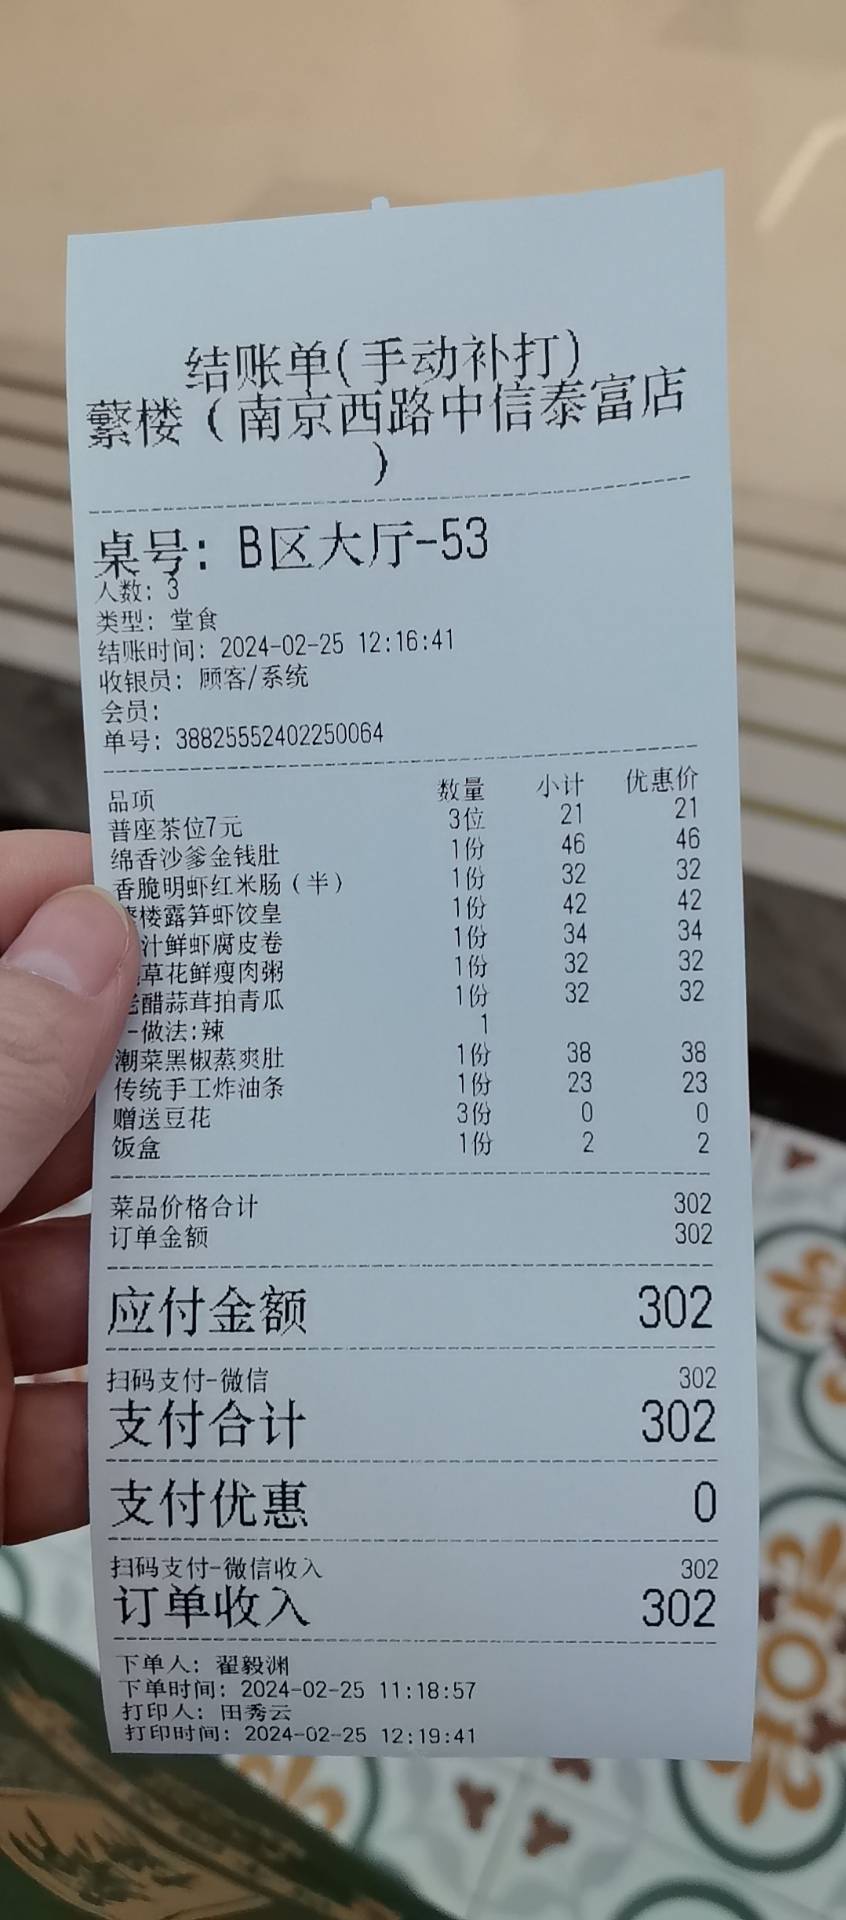 结账单(手动补打)
蘩楼（南京西路中信泰富店
）
桌号: B区大厅-53
人数: 3
类型: 堂食
结账时间: 2024-02-25 12:16:41
收银员: 顾客/系统
会员:
单号: 38825552402250064
品项 数量 小计 优惠价
普座茶位7元 3位 21 21
绵香沙爹金钱肚 1份 46 46
香脆明虾红米肠（半） 1份 32 32
楼露笋虾饺皇 1份 42 42
汁鲜虾腐皮卷 1份 34 34
草花鲜瘦肉粥 1份 32 32
老醋蒜茸拍青瓜 1份 32 32
-做法:辣 1
潮菜黑椒蒸爽肚 1份 38 38
传统手工炸油条 1份 23 23
赠送豆花 3份 0 0
饭盒 1份 2 2
菜品价格合计 302
订单金额 302
应付金额 302
扫码支付-微信 302
支付合计 302
支付优惠 0
扫码支付-微信收入 302
订单收入 302
下单人: 翟毅渊
下单时间: 2024-02-25 11:18:57
打印人: 田秀云
打印时间: 2024-02-25 12:19:41